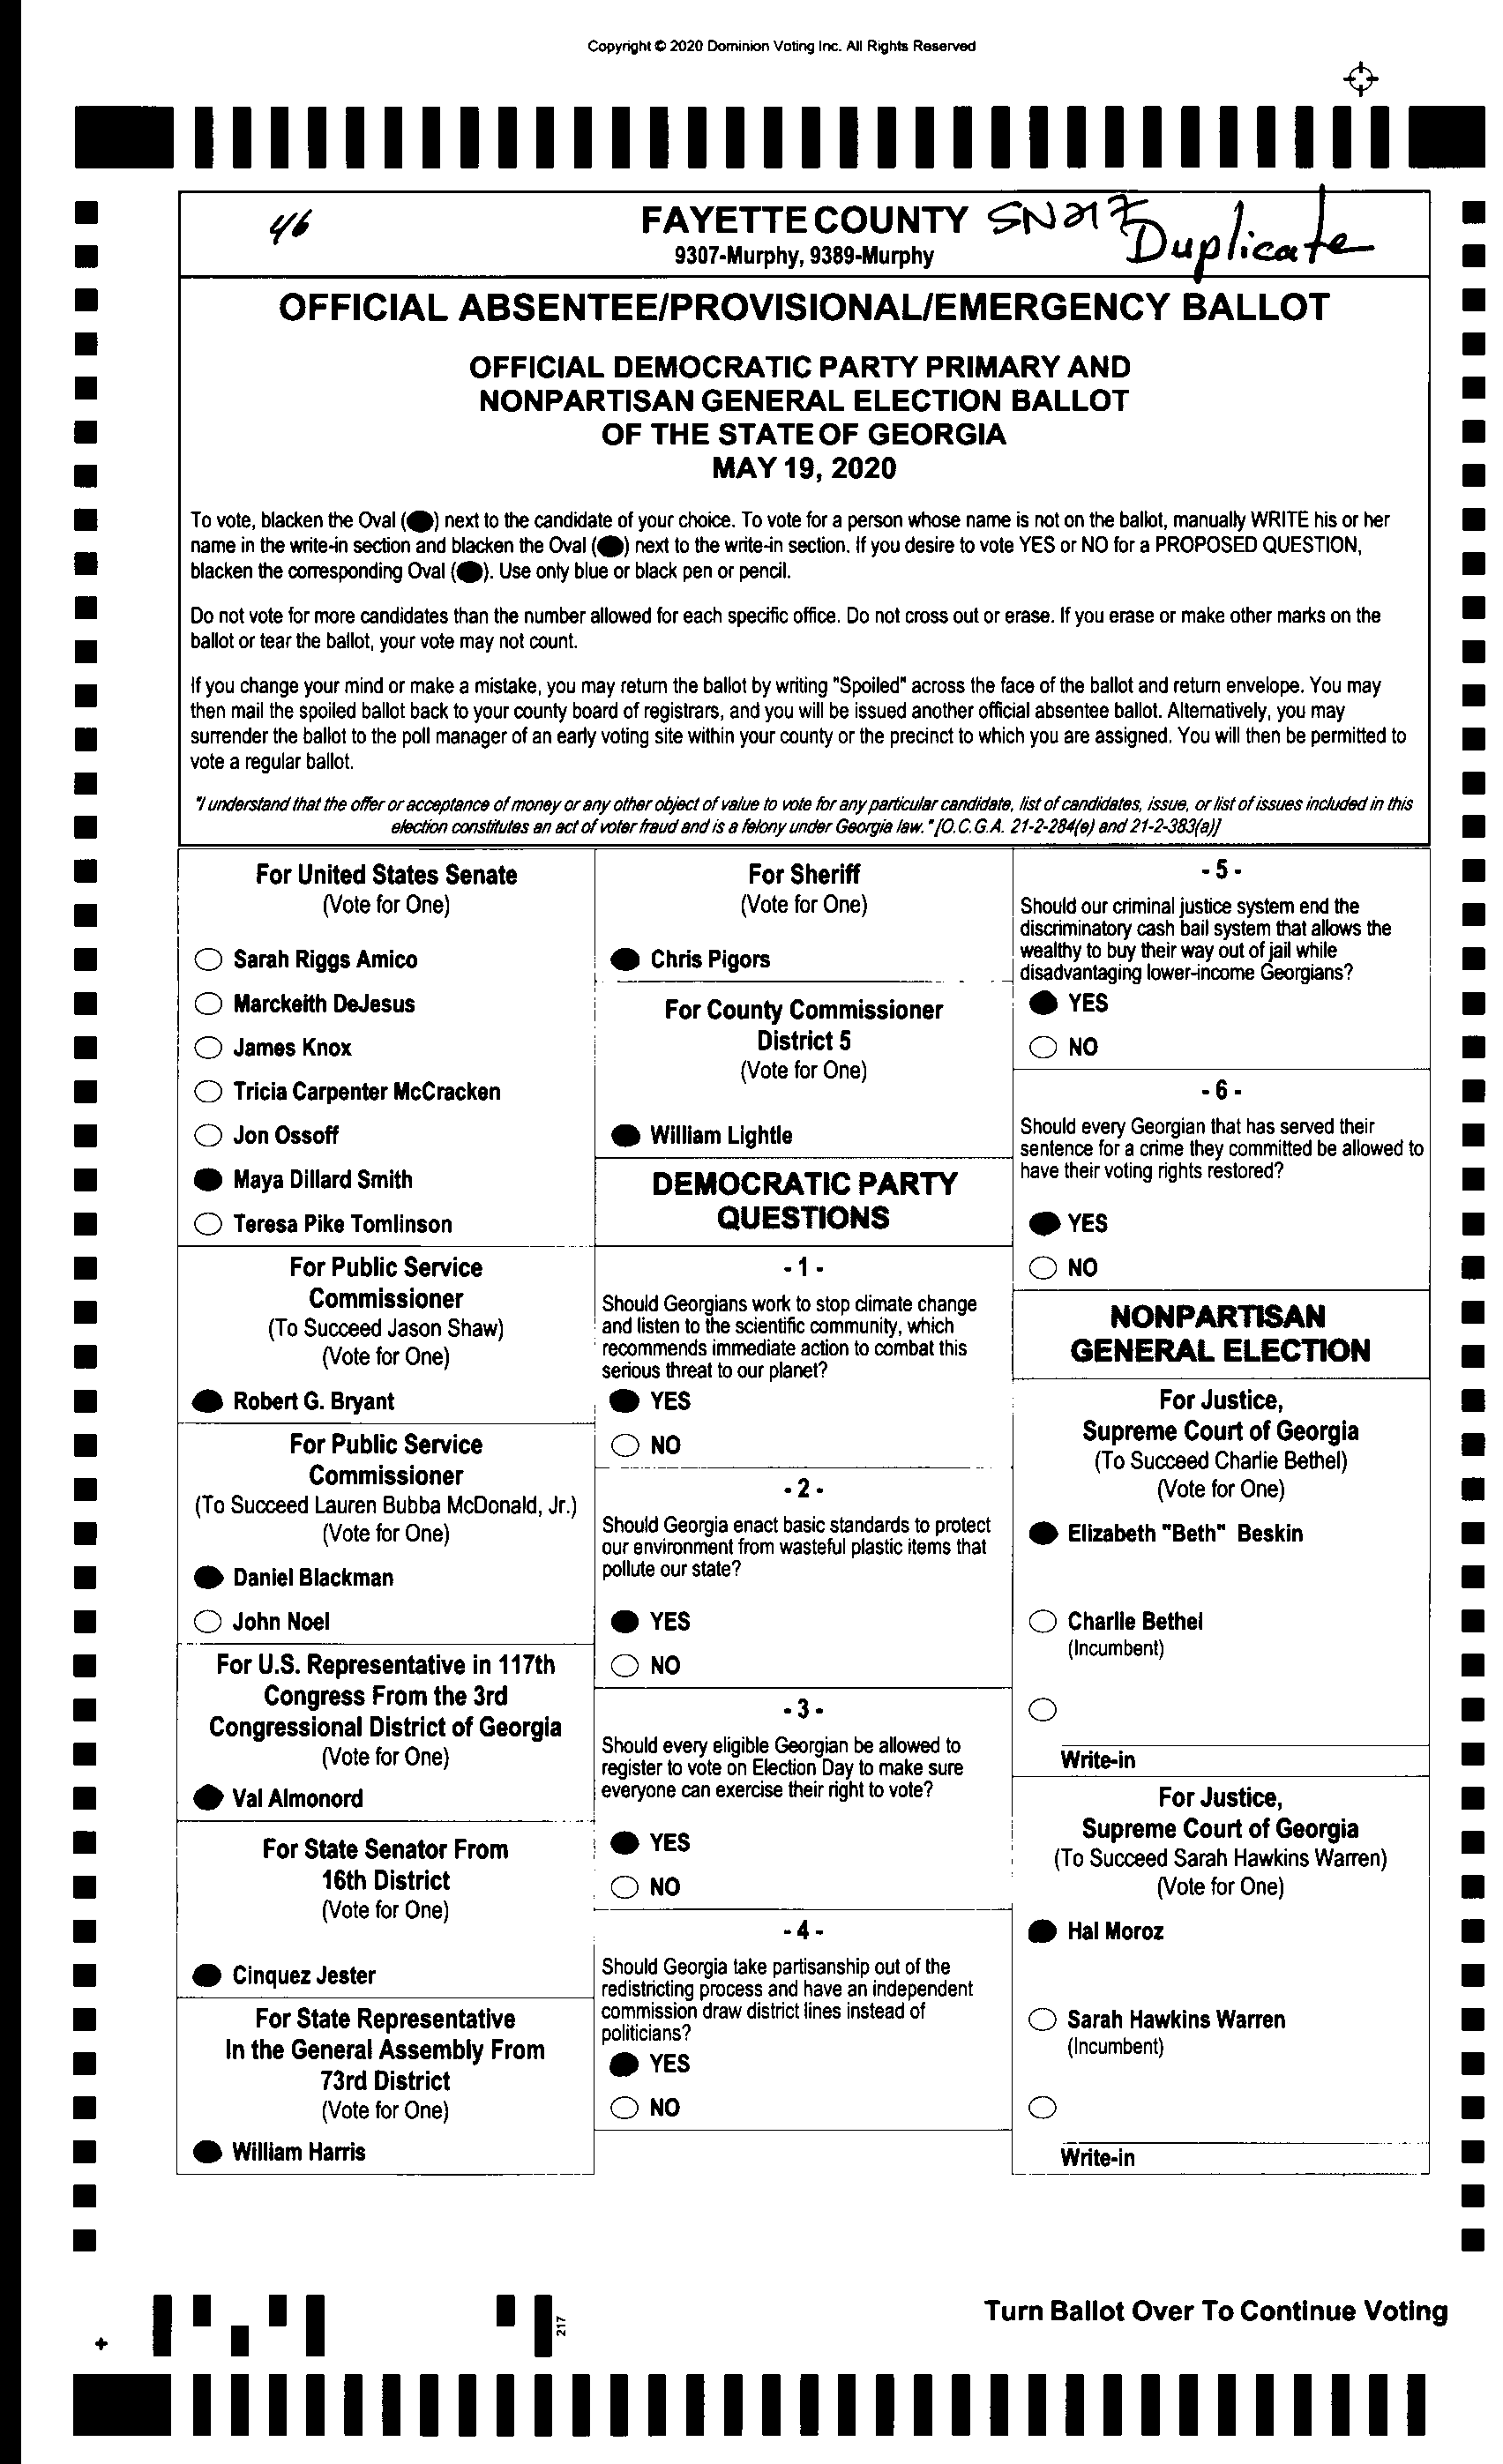 Copyright © 2020 Dominion Voting Inc. All Rights Reserved
46
FAYETTE COUNTY
SN217
Duplicate
9307-Murphy, 9389-Murphy
OFFICIAL ABSENTEE/PROVISIONAL/EMERGENCY BALLOT
OFFICIAL DEMOCRATIC PARTY PRIMARY AND
NONPARTISAN GENERAL ELECTION BALLOT
OF THE STATE OF GEORGIA
MAY 19, 2020
To vote, blacken the Oval ( ) next to the candidate of your choice. To vote for a person whose name is not on the ballot, manually WRITE his or her
name in the write-in section and blacken the Oval ( ) next to the write-in section. If you desire to vote YES or NO for a PROPOSED QUESTION,
blacken the corresponding Oval ( ). Use only blue or black pen or pencil.
Do not vote for more candidates than the number allowed for each specific office. Do not cross out or erase. If you erase or make other marks on the
ballot or tear the ballot, your vote may not count.
If you change your mind or make a mistake, you may return the ballot by writing "Spoiled" across the face of the ballot and return envelope. You may
then mail the spoiled ballot back to your county board of registrars, and you will be issued another official absentee ballot. Alternatively, you may
surrender the ballot to the poll manager of an early voting site within your county or the precinct to which you are assigned. You will then be permitted to
vote a regular ballot.
"I understand that the offer or acceptance of money or any other object of value to vote for any particular candidate, list of candidates, issue, or list of issues included in this
election constitutes an act of voter fraud and is a felony under Georgia law." [O.C.G.A. 21-2-284(e) and 21-2-383(a)]
For United States Senate
(Vote for One)
Sarah Riggs Amico
Marckeith DeJesus
James Knox
Tricia Carpenter McCracken
Jon Ossoff
Maya Dillard Smith
Teresa Pike Tomlinson
For Public Service
Commissioner
(To Succeed Jason Shaw)
(Vote for One)
Robert G. Bryant
For Public Service
Commissioner
(To Succeed Lauren Bubba McDonald, Jr.)
(Vote for One)
Daniel Blackman
John Noel
For U.S. Representative in 117th
Congress From the 3rd
Congressional District of Georgia
(Vote for One)
Val Almonord
For State Senator From
16th District
(Vote for One)
Cinquez Jester
For State Representative
In the General Assembly From
73rd District
(Vote for One)
William Harris
For Sheriff
(Vote for One)
Chris Pigors
For County Commissioner
District 5
(Vote for One)
William Lightle
DEMOCRATIC PARTY
QUESTIONS
- 1 -
Should Georgians work to stop climate change
and listen to the scientific community, which
recommends immediate action to combat this
serious threat to our planet?
YES
NO
- 2 -
Should Georgia enact basic standards to protect
our environment from wasteful plastic items that
pollute our state?
YES
NO
- 3 -
Should every eligible Georgian be allowed to
register to vote on Election Day to make sure
everyone can exercise their right to vote?
YES
NO
- 4 -
Should Georgia take partisanship out of the
redistricting process and have an independent
commission draw district lines instead of
politicians?
YES
NO
- 5 -
Should our criminal justice system end the
discriminatory cash bail system that allows the
wealthy to buy their way out of jail while
disadvantaging lower-income Georgians?
YES
NO
- 6 -
Should every Georgian that has served their
sentence for a crime they committed be allowed to
have their voting rights restored?
YES
NO
NONPARTISAN
GENERAL ELECTION
For Justice,
Supreme Court of Georgia
(To Succeed Charlie Bethel)
(Vote for One)
Elizabeth "Beth" Beskin
Charlie Bethel
(Incumbent)
Write-in
For Justice,
Supreme Court of Georgia
(To Succeed Sarah Hawkins Warren)
(Vote for One)
Hal Moroz
Sarah Hawkins Warren
(Incumbent)
Write-in
Turn Ballot Over To Continue Voting
217